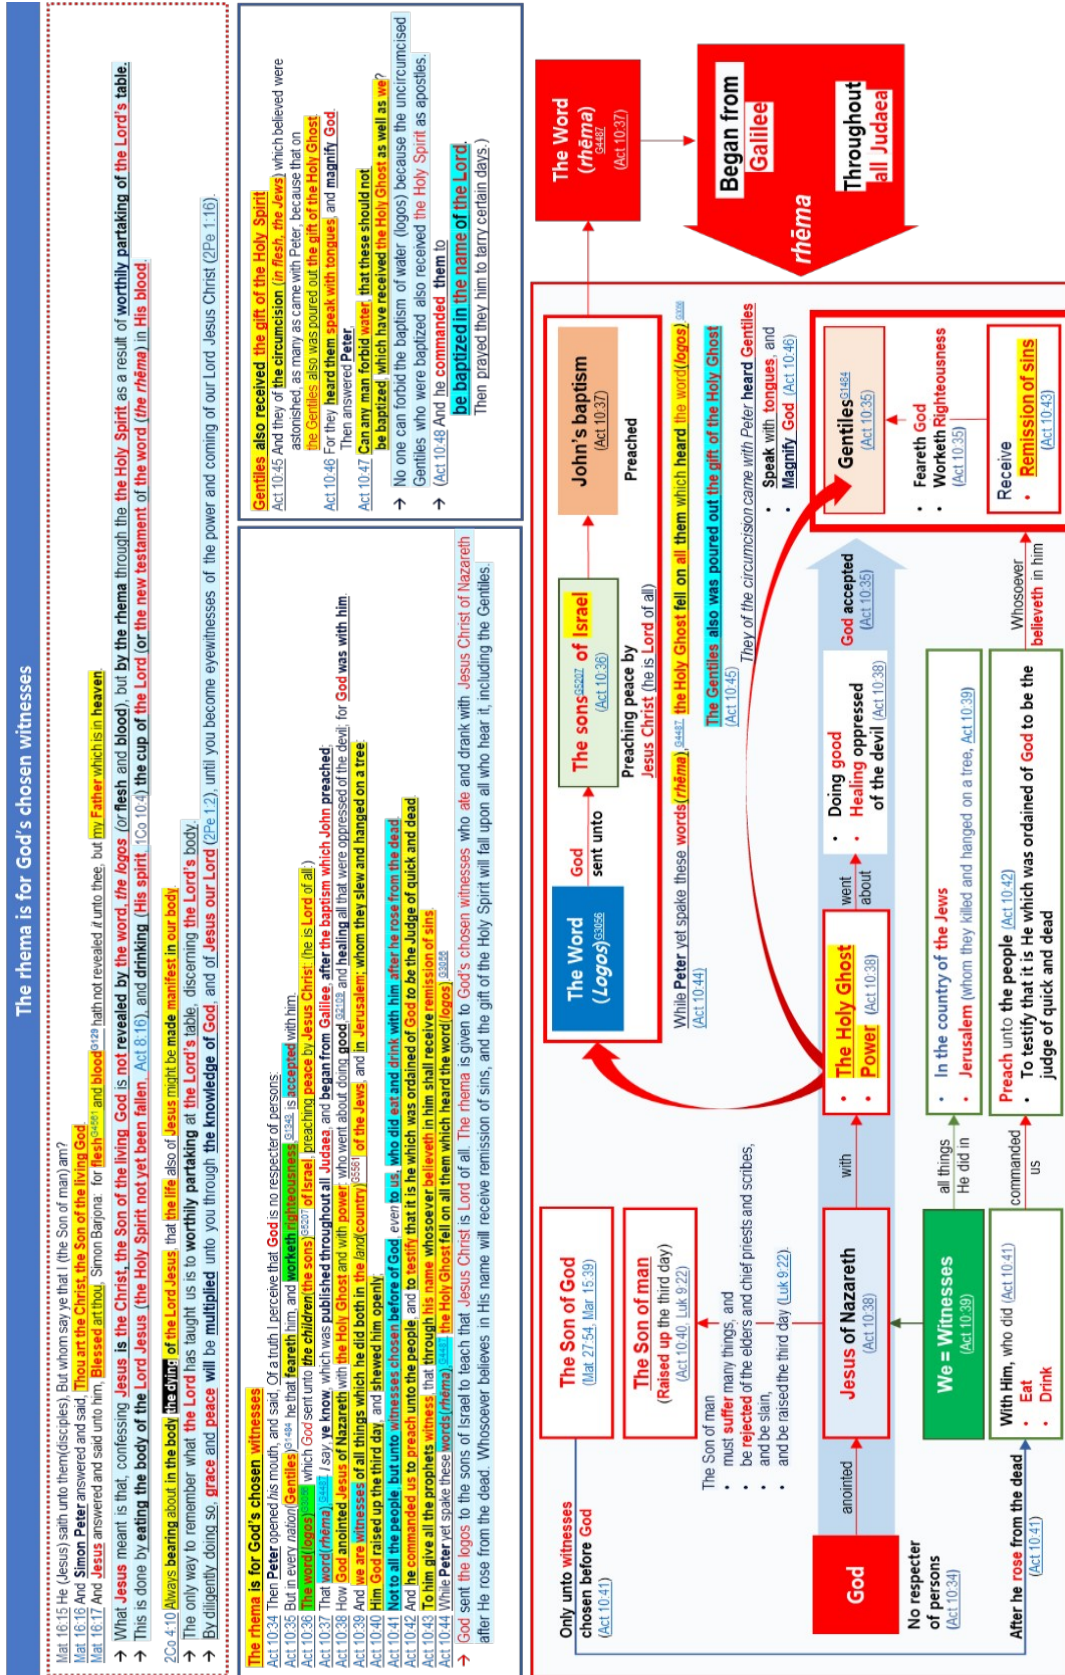 The rhema is for God's chosen witnesses
Mat 16:15 He (Jesus) saith unto them(disciples), But whom say ye that I (the Son of man) am?
Mat 16:16 And Simon Peter answered and said, Thou art the Christ, the Son of the living God.
Mat 16:17 And Jesus answered and said unto him, Blessed art thou, Simon Barjona: for flesh G4561 and blood G129 hath not revealed it unto thee, but my Father which is in heaven.
→ What Jesus meant is that, confessing Jesus is the Christ, the Son of the living God is not revealed by the word, the logos (or flesh and blood), but by the rhema through the Holy Spirit as a result of worthily partaking of the Lord's table.
→ This is done by eating the body of the Lord Jesus (the Holy Spirit not yet been fallen, Act 8:16), and drinking (His spirit, 1Co 10:4) the cup of the Lord (or the new testament of the word (the rhēma) in His blood.
2Co 4:10 Always bearing about in the body the dying of the Lord Jesus, that the life also of Jesus might be made manifest in our body.
→ The only way to remember what the Lord has taught us is to worthily partaking at the Lord's table, discerning the Lord's body.
→ By diligently doing so, grace and peace will be multiplied unto you through the knowledge of God, and of Jesus our Lord (2Pe 1:2), until you become eyewitnesses of the power and coming of our Lord Jesus Christ (2Pe 1:16).
The rhema is for God's chosen witnesses
Act 10:34 Then Peter opened his mouth, and said, Of a truth I perceive that God is no respecter of persons:
Act 10:35 But in every nation(Gentiles) G1484 he that feareth him, and worketh righteousness, G1343 is accepted with him.
Act 10:36 The word(logos) G3056 which God sent unto the children(the sons) G5207 of Israel, preaching peace by Jesus Christ: (he is Lord of all:)
Act 10:37 That word(rhēma), G4487 I say, ye know, which was published throughout all Judaea, and began from Galilee, after the baptism which John preached;
Act 10:38 How God anointed Jesus of Nazareth with the Holy Ghost and with power: who went about doing good, G2109 and healing all that were oppressed of the devil; for God was with him.
Act 10:39 And we are witnesses of all things which he did both in the land(country) G5561 of the Jews, and in Jerusalem; whom they slew and hanged on a tree:
Act 10:40 Him God raised up the third day, and shewed him openly;
Act 10:41 Not to all the people, but unto witnesses chosen before of God, even to us, who did eat and drink with him after he rose from the dead.
Act 10:42 And he commanded us to preach unto the people, and to testify that it is he which was ordained of God to be the Judge of quick and dead.
Act 10:43 To him give all the prophets witness, that through his name whosoever believeth in him shall receive remission of sins.
Act 10:44 While Peter yet spake these words(rhēma), G4487 the Holy Ghost fell on all them which heard the word(logos). G3056
→ God sent the logos to the sons of Israel to teach that Jesus Christ is Lord of all. The rhema is given to God's chosen witnesses who ate and drank with Jesus Christ of Nazareth
after He rose from the dead. Whosoever believes in His name will receive remission of sins, and the gift of the Holy Spirit will fall upon all who hear it, including the Gentiles.
Gentiles also received the gift of the Holy Spirit
Act 10:45 And they of the circumcision (in flesh, the Jews) which believed were
astonished, as many as came with Peter, because that on
the Gentiles also was poured out the gift of the Holy Ghost.
Act 10:46 For they heard them speak with tongues, and magnify God.
Then answered Peter,
Act 10:47 Can any man forbid water, that these should not
be baptized, which have received the Holy Ghost as well as we?
→ No one can forbid the baptism of water (logos) because the uncircumcised
Gentiles who were baptized also received the Holy Spirit as apostles.
→ (Act 10:48 And he commanded them to
be baptized in the name of the Lord.
Then prayed they him to tarry certain days.)
Only unto witnesses
chosen before God
(Act 10:41)
The Son of God
(Mat 27:54, Mar 15:39)
The Son of man
(Raised up the third day)
(Act 10:40, Luk 9:22)
The Son of man
• must suffer many things, and
• be rejected of the elders and chief priests and scribes,
• and be slain,
• and be raised the third day (Luk 9:22).
The Word
(Logos)G3056
God
sent unto
The sonsG5207 of Israel
(Act 10:36)
Preaching peace by
Jesus Christ (he is Lord of all)
John's baptism
(Act 10:37)
Preached
The Word
(rhēma)
G4487
(Act 10:37)
Began from
Galilee
Throughout
all Judaea
rhēma
While Peter yet spake these words(rhēma), G4487 the Holy Ghost fell on all them which heard the word(logos). G3056
(Act 10:44)
The Gentiles also was poured out the gift of the Holy Ghost
(Act 10:45)
They of the circumcision came with Peter heard Gentiles
• Speak with tongues, and
• Magnify God (Act 10:46)
God
anointed
Jesus of Nazareth
(Act 10:38)
with
• The Holy Ghost
• Power (Act 10:38)
went
about
• Doing good
• Healing oppressed
of the devil (Act 10:38)
God accepted
(Act 10:35)
GentilesG1484
(Act 10:35)
• Feareth God
• Worketh Righteousness
(Act 10:35)
Receive
• Remission of sins
(Act 10:43)
No respecter
of persons
(Act 10:34)
We = Witnesses
(Act 10:39)
all things
He did in
• In the country of the Jews
• Jerusalem (whom they killed and hanged on a tree, Act 10:39)
After he rose from the dead
(Act 10:41)
With Him, who did (Act 10:41)
• Eat
• Drink
commanded
us
Preach unto the people (Act 10:42)
• To testify that it is He which was ordained of God to be the
judge of quick and dead
Whosoever
believeth in him